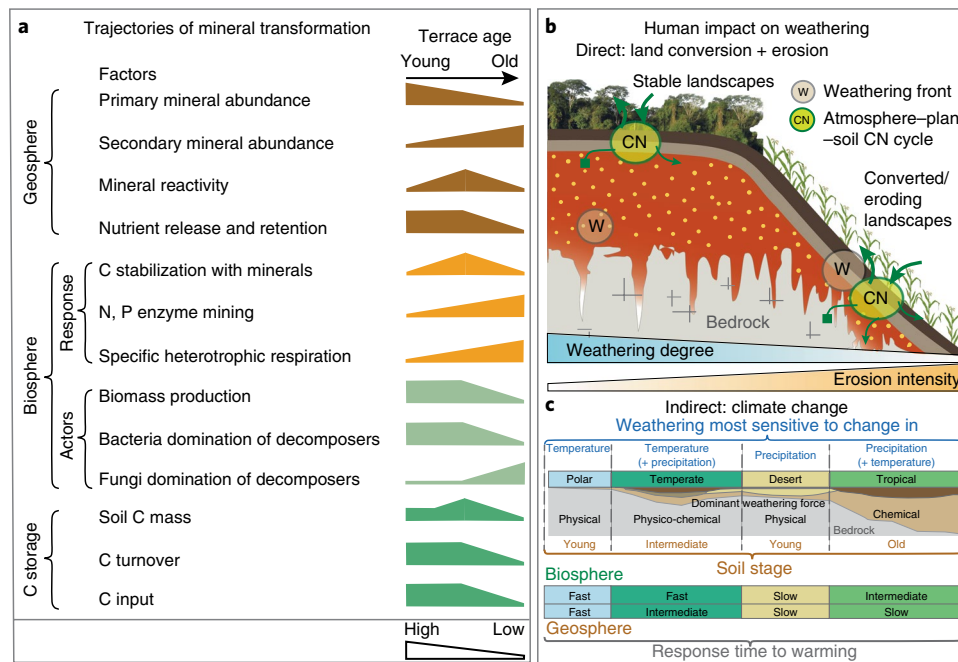 a
Trajectories of mineral transformation
Terrace age
Young Old
Factors
Geosphere
Primary mineral abundance
Secondary mineral abundance
Mineral reactivity
Nutrient release and retention
Biosphere
Response
C stabilization with minerals
N, P enzyme mining
Specific heterotrophic respiration
Actors
Biomass production
Bacteria domination of decomposers
Fungi domination of decomposers
C storage
Soil C mass
C turnover
C input
High Low
b
Human impact on weathering
Direct: land conversion + erosion
Stable landscapes
W Weathering front
CN Atmosphere–plan
–soil CN cycle
CN
Converted/
eroding
landscapes
W
W
CN
Bedrock
Weathering degree
Erosion intensity
c
Indirect: climate change
Weathering most sensitive to change in
Temperature Temperature Precipitation Precipitation
(+ precipitation) (+ temperature)
Polar Temperate Desert Tropical
Dominant weathering force
Physical Physico-chemical Physical Chemical
Bedrock
Young Intermediate Young Old
Soil stage
Biosphere
Fast Fast Slow Intermediate
Fast Intermediate Slow Slow
Geosphere
Response time to warming